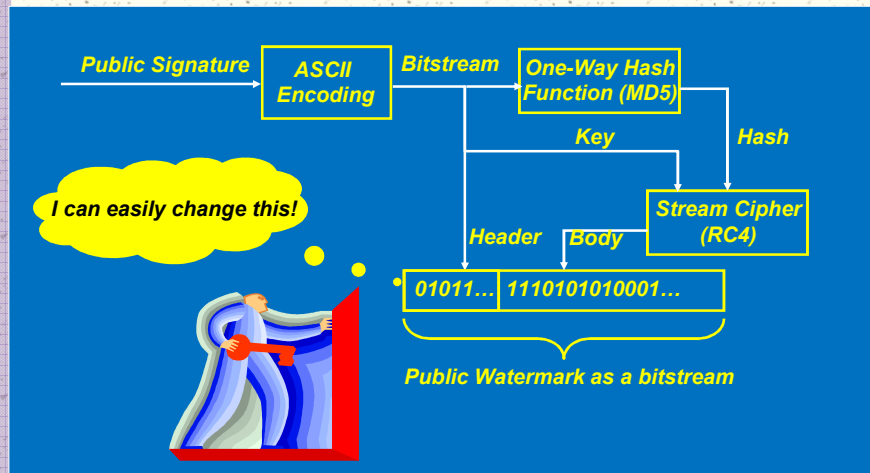 Public Signature
ASCII
Encoding
Bitstream
One-Way Hash
Function (MD5)
Key
Hash
I can easily change this!
Stream Cipher
(RC4)
Header
Body
01011… 1110101010001…
Public Watermark as a bitstream